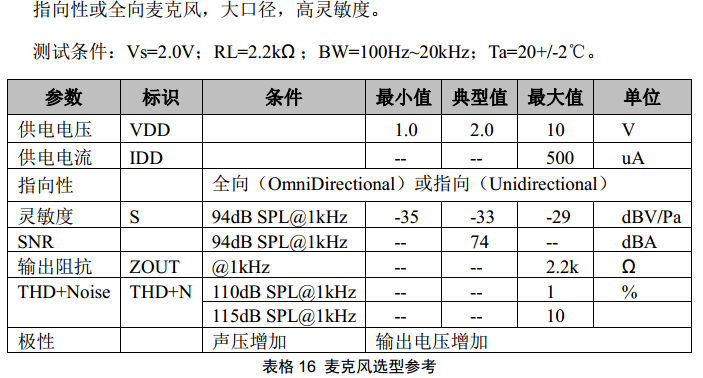 指向性或全向麦克风，大口径，高灵敏度。
测试条件：Vs=2.0V；RL=2.2kΩ；BW=100Hz~20kHz；Ta=20+/-2℃。
参数 标识 条件 最小值 典型值 最大值 单位
供电电压 VDD 1.0 2.0 10 V
供电电流 IDD -- -- 500 uA
指向性 全向（OmniDirectional）或指向（Unidirectional）
灵敏度 S 94dB SPL@1kHz -35 -33 -29 dBV/Pa
SNR 94dB SPL@1kHz -- 74 -- dBA
输出阻抗 ZOUT @1kHz 2.2k Ω
THD+Noise THD+N 110dB SPL@1kHz -- -- 1 %
115dB SPL@1kHz -- -- 10
极性 声压增加 输出电压增加
表格 16 麦克风选型参考